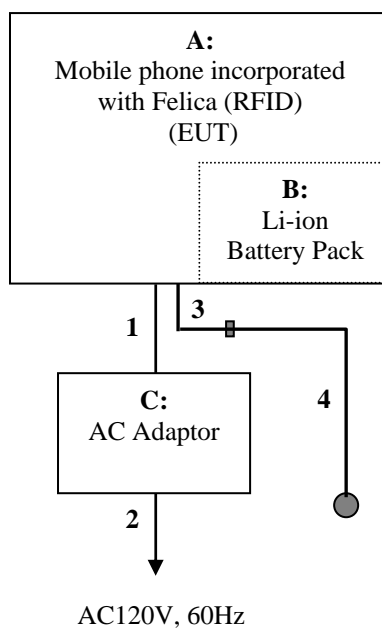 A:
Mobile phone incorporated
with Felica (RFID)
(EUT)
B:
Li-ion
Battery Pack
1
3
C:
AC Adaptor
4
2
AC120V, 60Hz